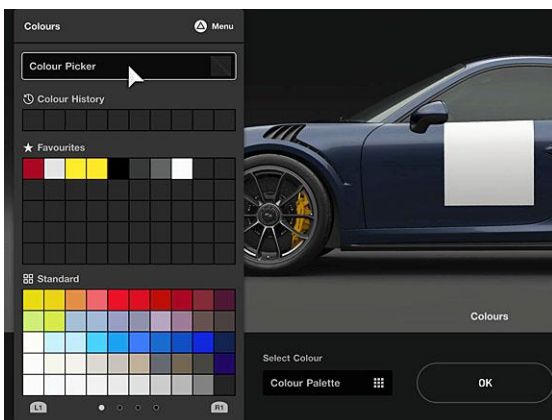 Colours
Menu
Colour Picker
Colour History
Favourites
Standard
L1
R1
Colours
Select Colour
Colour Palette
OK